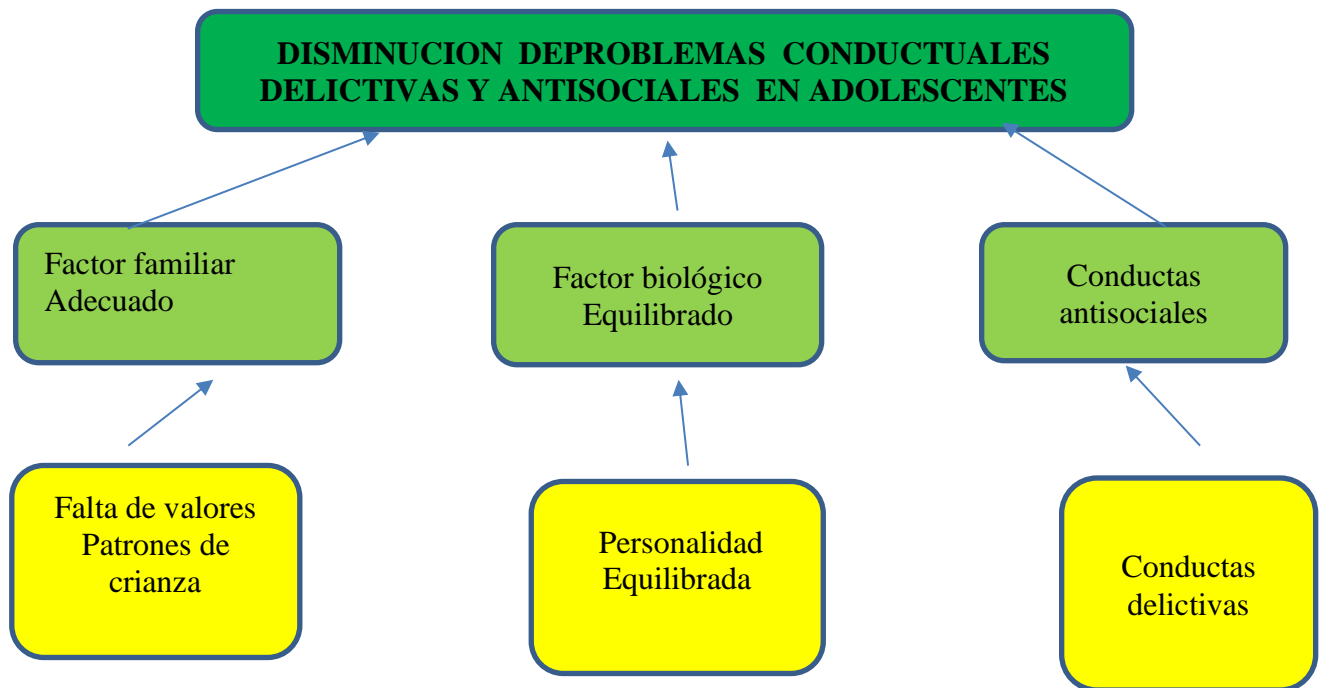 DISMINUCION DEPROBLEMAS CONDUCTUALES
DELICTIVAS Y ANTISOCIALES EN ADOLESCENTES
Factor familiar
Adecuado
Factor biológico
Equilibrado
Conductas
antisociales
Falta de valores
Patrones de
crianza
Personalidad
Equilibrada
Conductas
delictivas